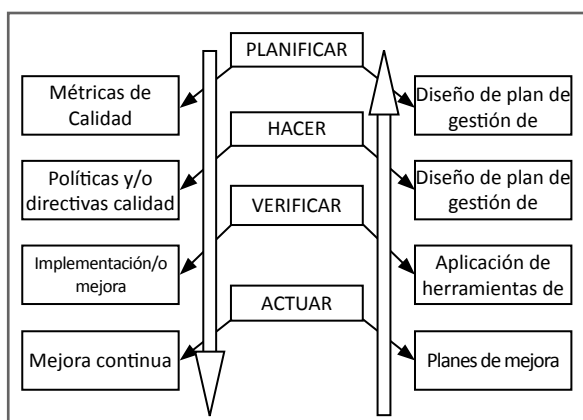 PLANIFICAR
Métricas de
Calidad
Diseño de plan de
gestión de
HACER
Políticas y/o
directivas calidad
Diseño de plan de
gestión de
VERIFICAR
Implementación/o
mejora
Aplicación de
herramientas de
ACTUAR
Mejora continua
Planes de mejora